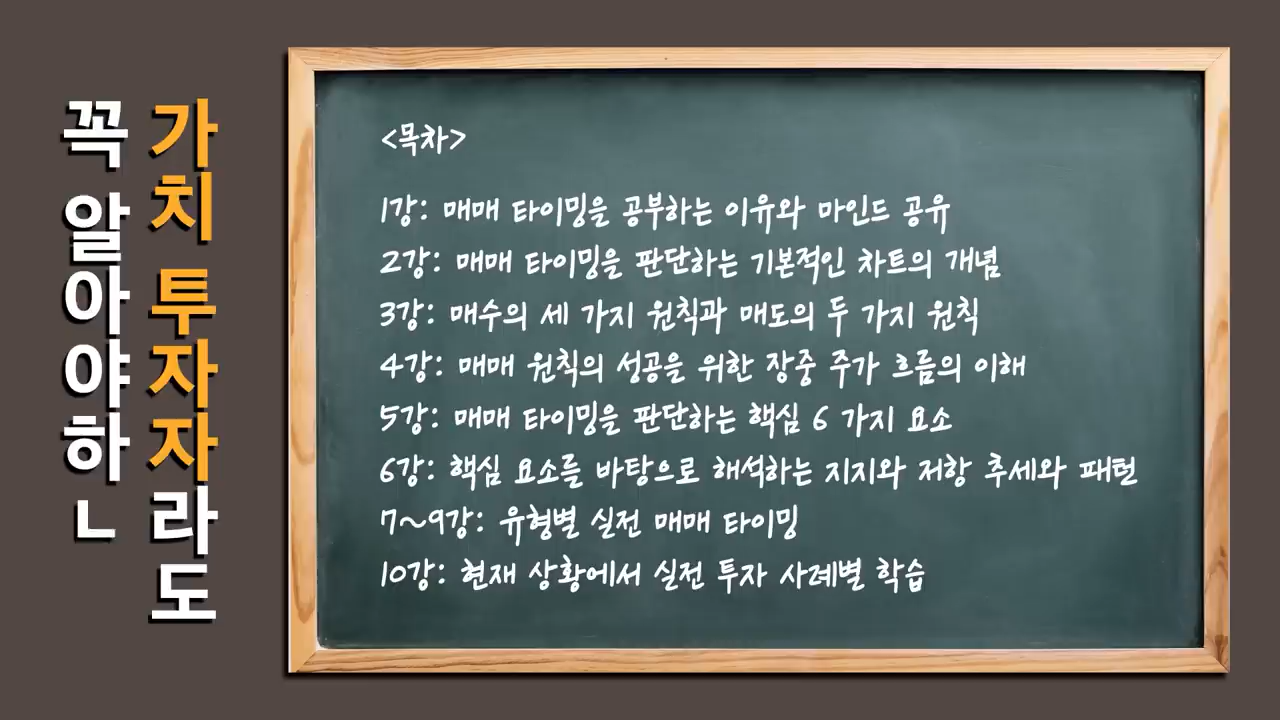 가치 투자자라도
꼭 알아야하ㄴ
<목차>
1강: 매매 타이밍을 공부하는 이유와 마인드 공유
2강: 매매 타이밍을 판단하는 기본적인 차트의 개념
3강: 매수의 세 가지 원칙과 매도의 두 가지 원칙
4강: 매매 원칙의 성공을 위한 장중 주가 흐름의 이해
5강: 매매 타이밍을 판단하는 핵심 6 가지 요소
6강: 핵심 요소를 바탕으로 해석하는 지지와 저항 추세와 패턴
7~9강: 유형별 실전 매매 타이밍
10강: 현재 상황에서 실전 투자 사례별 학습